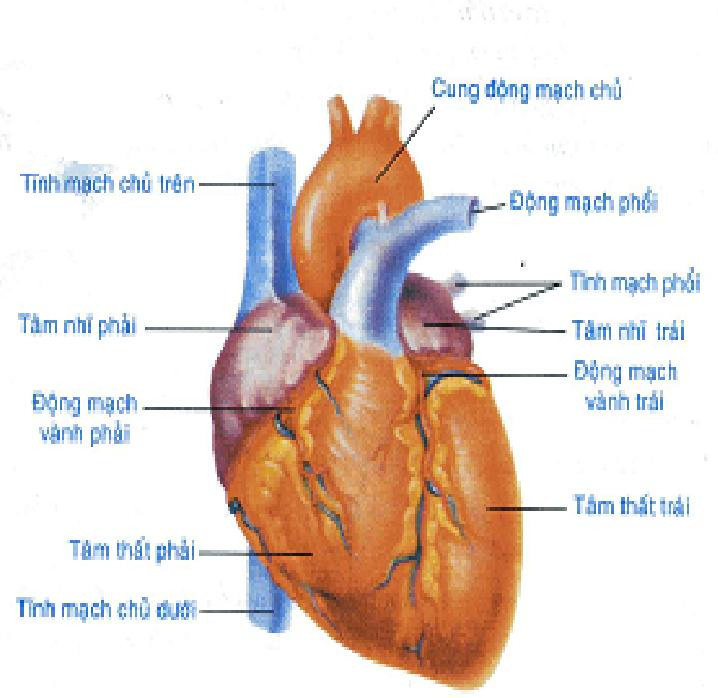 Cung động mạch chủ
Tĩnh mạch chủ trên
Động mạch phổi
Tĩnh mạch phổi
Tâm nhĩ phải
Tâm nhĩ trái
Động mạch
vành trái
Động mạch
vành phải
Tâm thất trái
Tâm thất phải
Tĩnh mạch chủ dưới